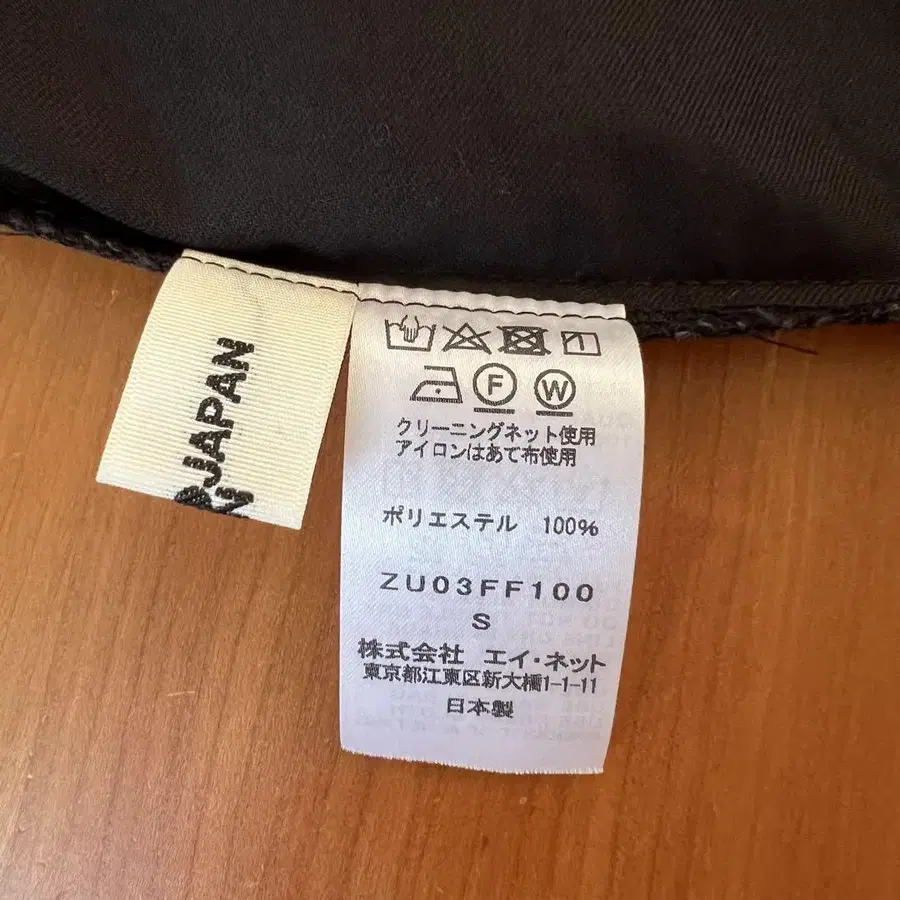 JAPAN
F
W
クリーニングネット使用
アイロンはあて布使用
ポリエステル 100%
ZU03FF100
S
株式会社 エイ・ネット
東京都江東区新大橋1-1-11
日本製